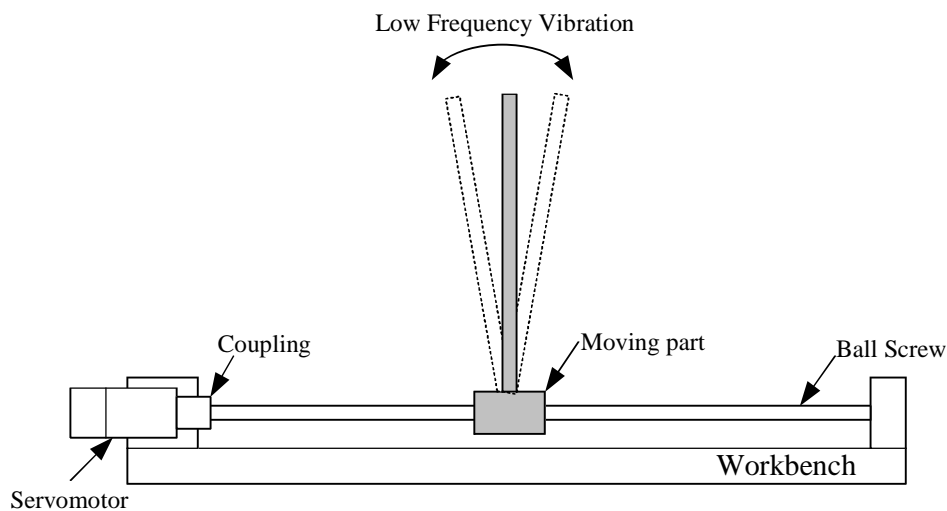 Low Frequency Vibration
Coupling
Moving part
Ball Screw
Workbench
Servomotor